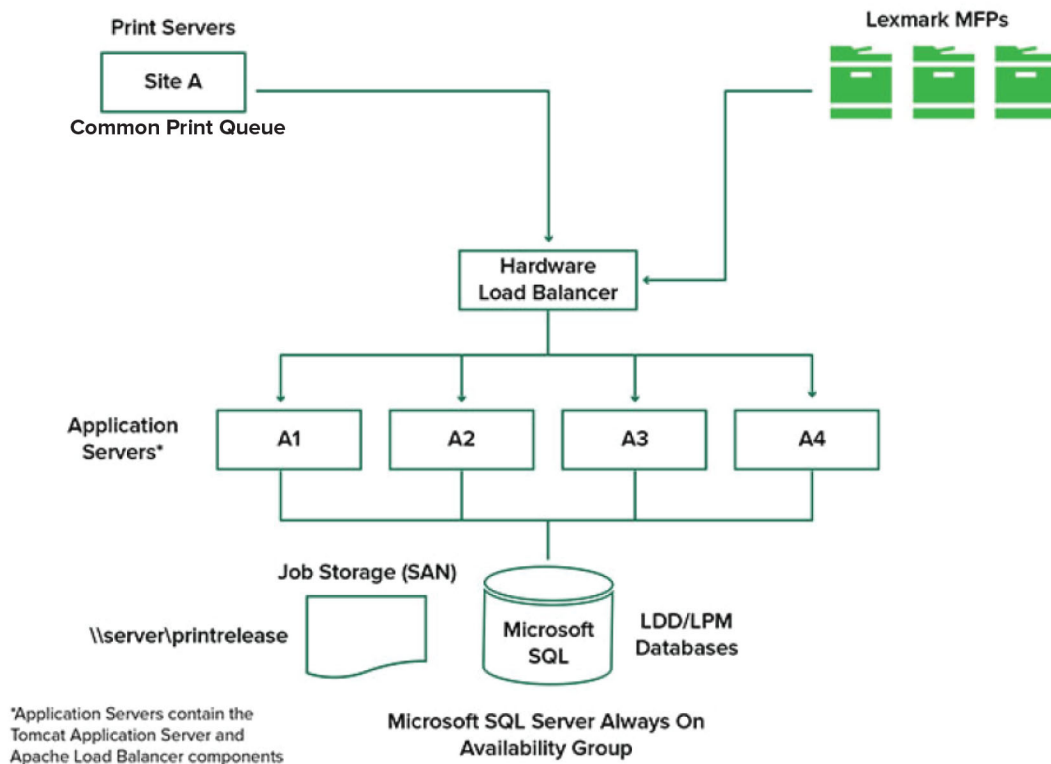 Print Servers
Site A
Common Print Queue
Lexmark MFPs
Hardware
Load Balancer
Application
Servers*
A1
A2
A3
A4
Job Storage (SAN)
\\server\printrelease
Microsoft
SQL
LDD/LPM
Databases
*Application Servers contain the
Tomcat Application Server and
Apache Load Balancer components
Microsoft SQL Server Always On
Availability Group